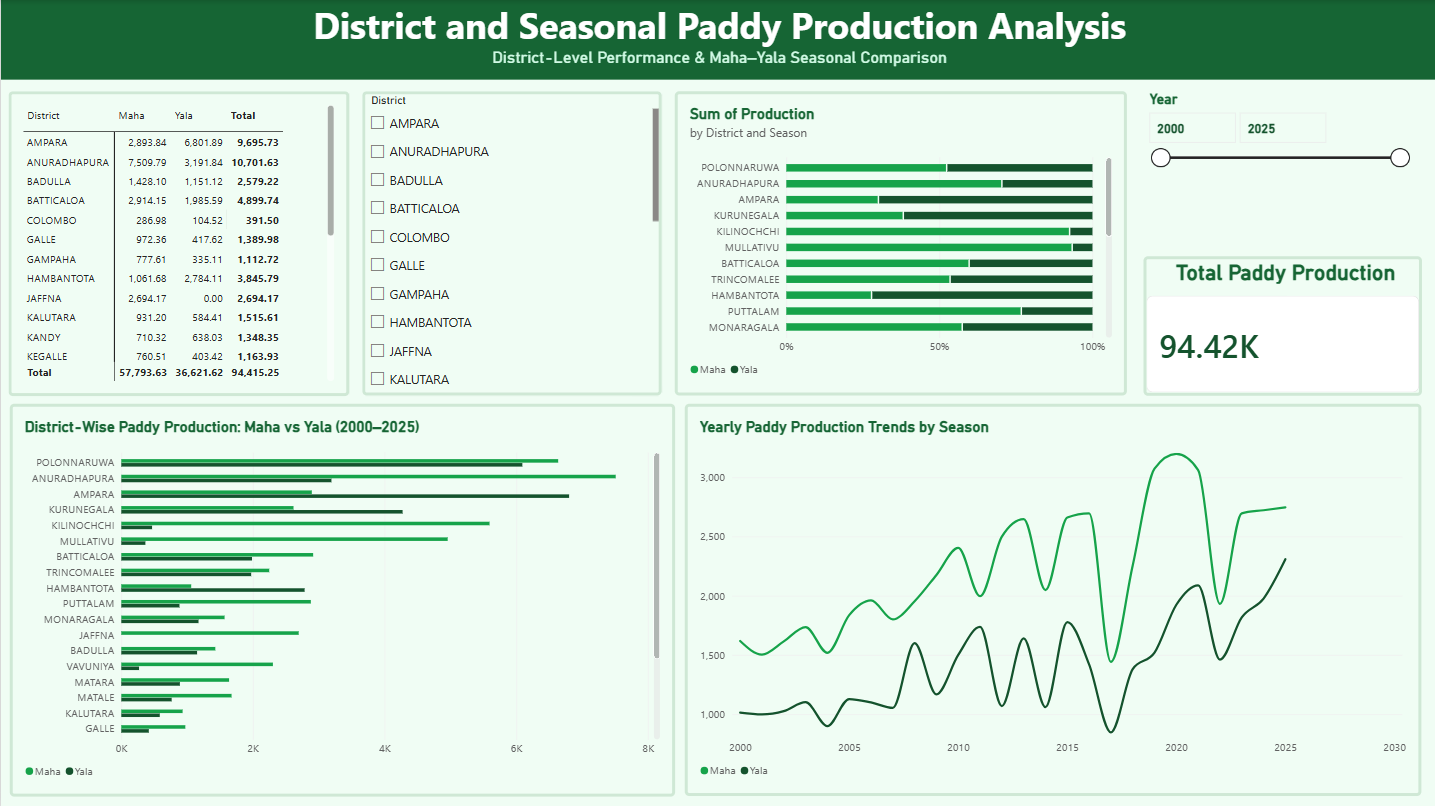 District and Seasonal Paddy Production Analysis
District-Level Performance & Maha–Yala Seasonal Comparison
District Maha Yala Total
AMPARA 2,893.84 6,801.89 9,695.73
ANURADHAPURA 7,509.79 3,191.84 10,701.63
BADULLA 1,428.10 1,151.12 2,579.22
BATTICALOA 2,914.15 1,985.59 4,899.74
COLOMBO 286.98 104.52 391.50
GALLE 972.36 417.62 1,389.98
GAMPAHA 777.61 335.11 1,112.72
HAMBANTOTA 1,061.68 2,784.11 3,845.79
JAFFNA 2,694.17 0.00 2,694.17
KALUTARA 931.20 584.41 1,515.61
KANDY 710.32 638.03 1,348.35
KEGALLE 760.51 403.42 1,163.93
Total 57,793.63 36,621.62 94,415.25
District
AMPARA
ANURADHAPURA
BADULLA
BATTICALOA
COLOMBO
GALLE
GAMPAHA
HAMBANTOTA
JAFFNA
KALUTARA
Sum of Production
by District and Season
POLONNARUWA
ANURADHAPURA
AMPARA
KURUNEGALA
KILINOCHCHI
MULLATIVU
BATTICALOA
TRINCOMALEE
HAMBANTOTA
PUTTALAM
MONARAGALA
0% 50% 100%
Maha Yala
Year
2000 2025
Total Paddy Production
94.42K
District-Wise Paddy Production: Maha vs Yala (2000–2025)
POLONNARUWA
ANURADHAPURA
AMPARA
KURUNEGALA
KILINOCHCHI
MULLATIVU
BATTICALOA
TRINCOMALEE
HAMBANTOTA
PUTTALAM
MONARAGALA
JAFFNA
BADULLA
VAVUNIYA
MATARA
MATALE
KALUTARA
GALLE
0K 2K 4K 6K 8K
Maha Yala
Yearly Paddy Production Trends by Season
3,000
2,500
2,000
1,500
1,000
2000 2005 2010 2015 2020 2025 2030
Maha Yala